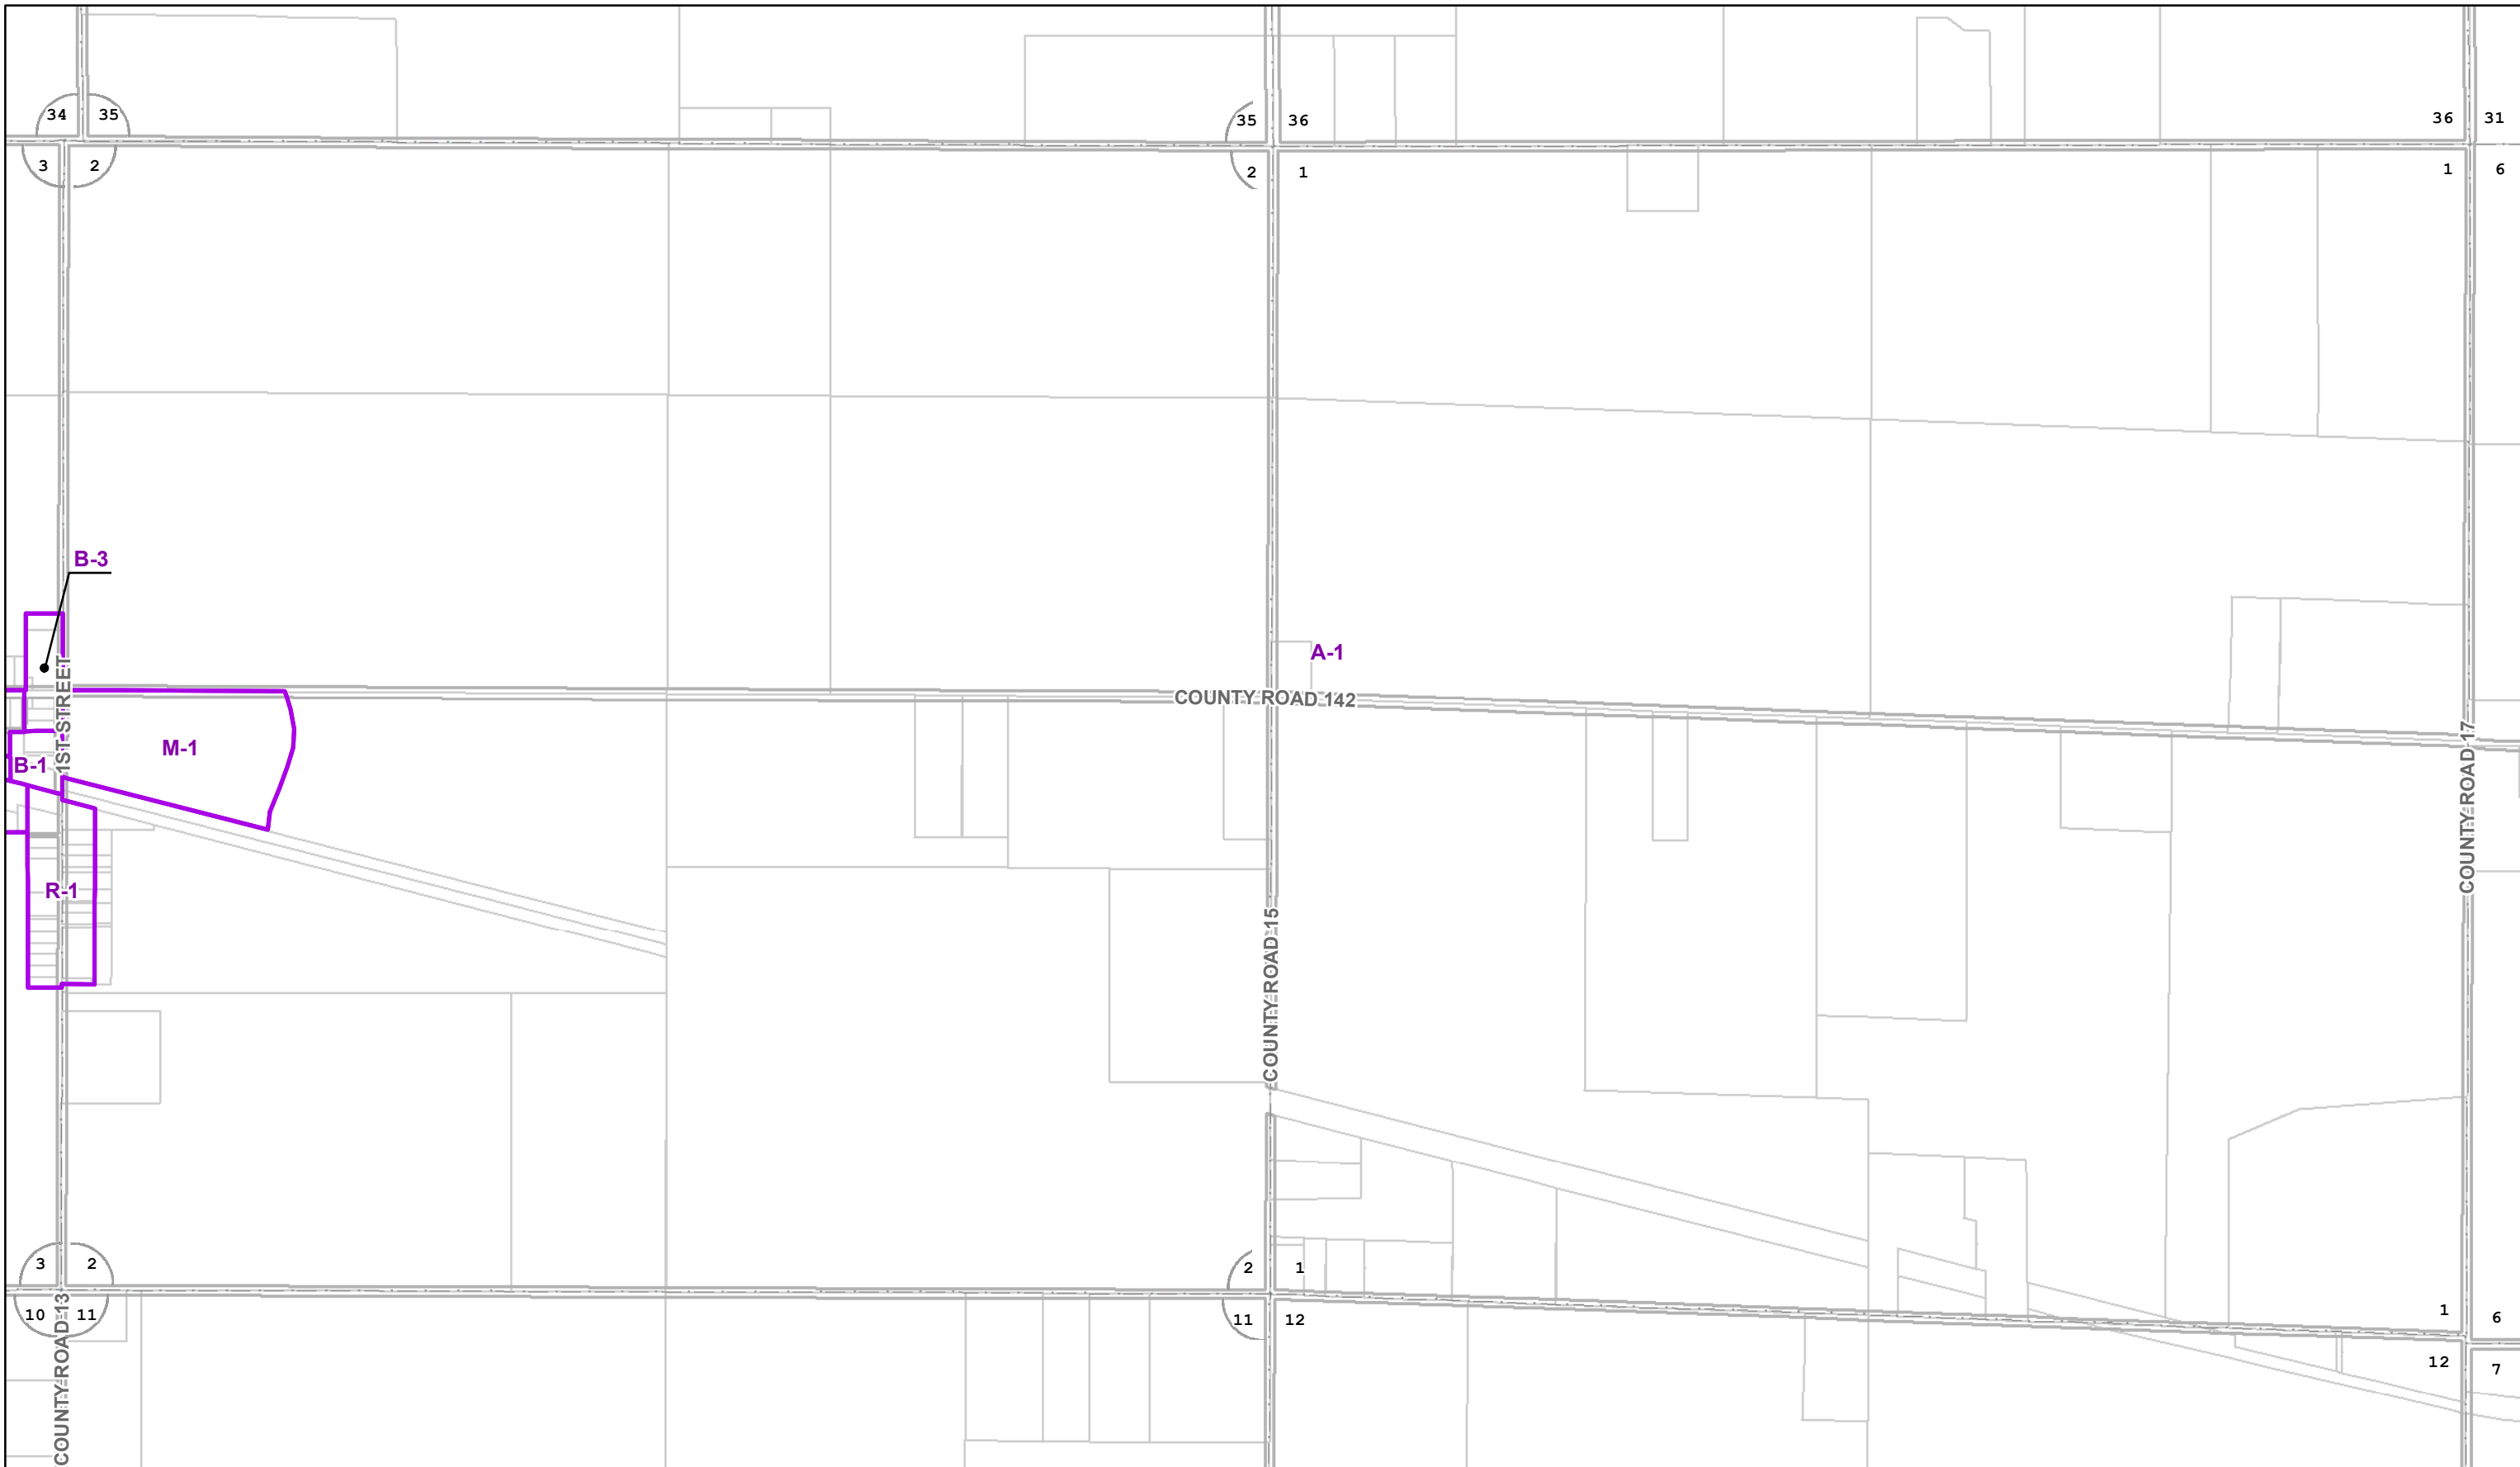 34 35
35 36
36 31
3 2
2 1
1 6
B-3
A-1
1ST STREET
COUNTY ROAD 142
M-1
B-1
COUNTY ROAD 17
R-1
COUNTY ROAD 15
3 2
2 1
1 6
10 11
11 12
12 7
COUNTY ROAD 13